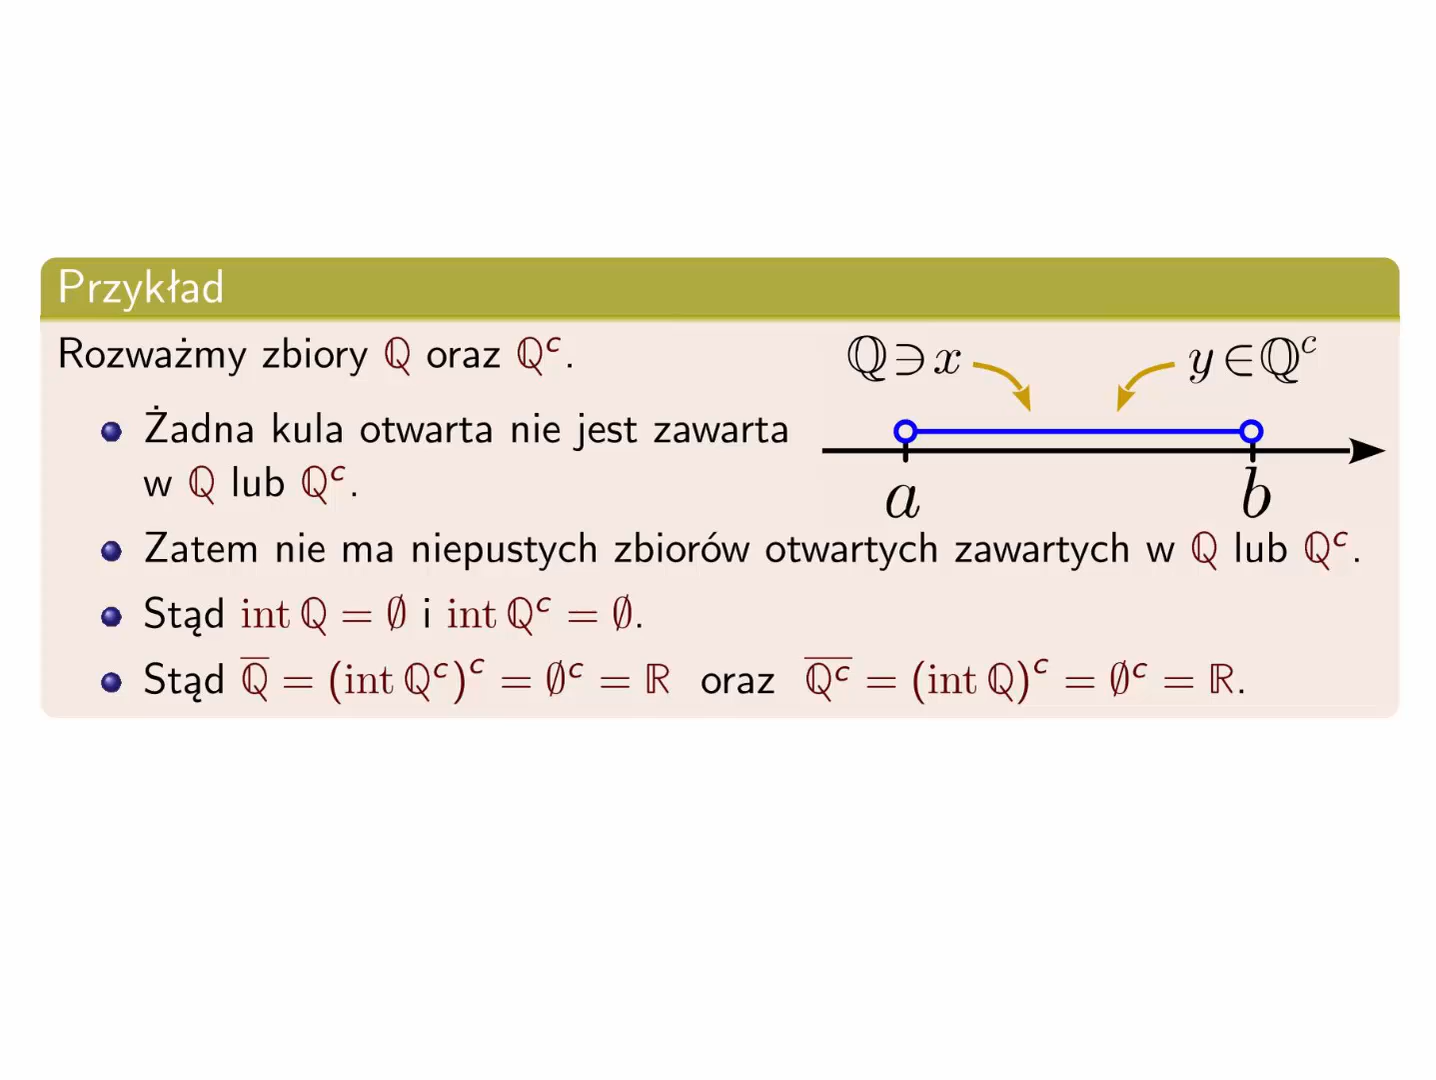 Przykład
Rozważmy zbiory ℚ oraz ℚᶜ.
ℚ∋x
y∈ℚᶜ
Żadna kula otwarta nie jest zawarta
w ℚ lub ℚᶜ.
a
b
Zatem nie ma niepustych zbiorów otwartych zawartych w ℚ lub ℚᶜ.
Stąd int ℚ = ∅ i int ℚᶜ = ∅.
Stąd ℚ̅ = (int ℚᶜ)ᶜ = ∅ᶜ = ℝ oraz ℚ̅ᶜ̅ = (int ℚ)ᶜ = ∅ᶜ = ℝ.